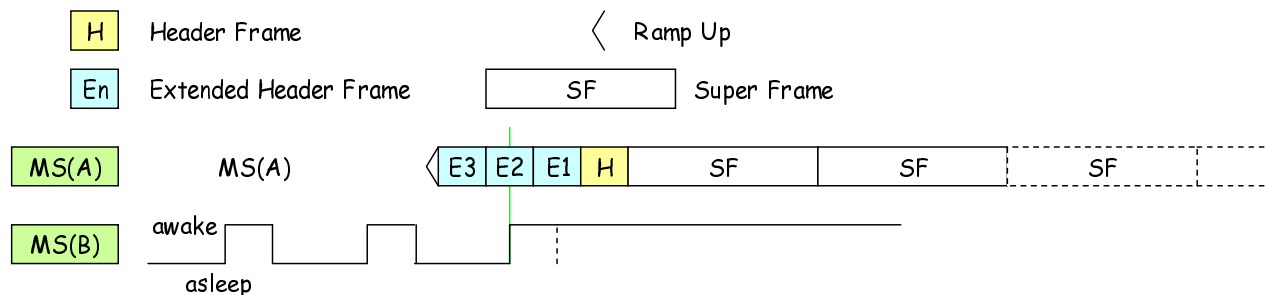 H Header Frame Ramp Up
En Extended Header Frame SF Super Frame
MS(A) MS(A) E3 E2 E1 H SF SF SF
awake
MS(B)
asleep